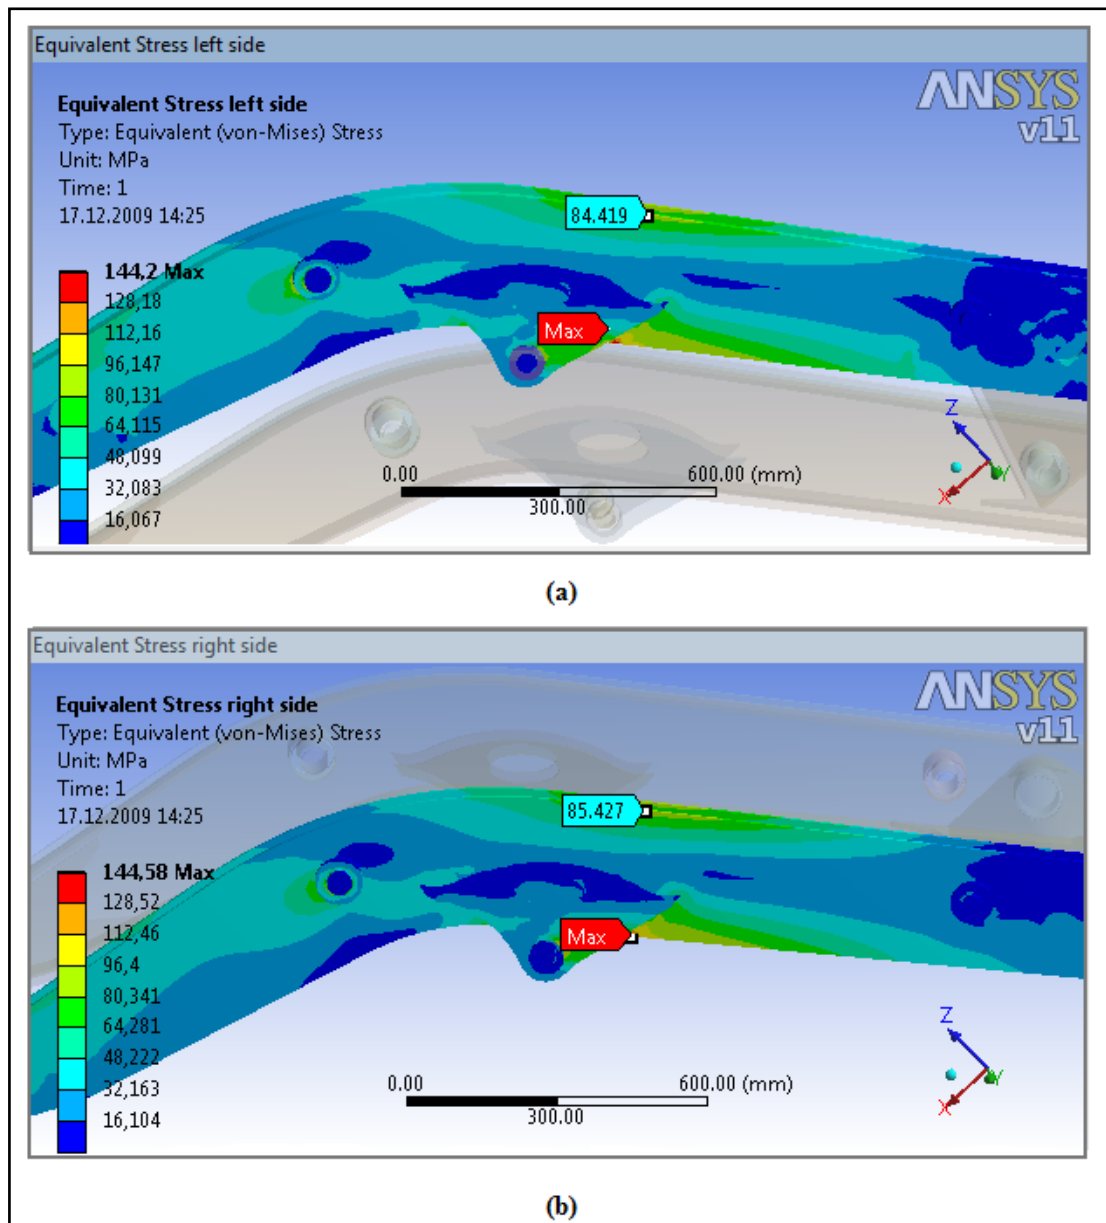 Equivalent Stress left side
ANSYS
v11
Equivalent Stress left side
Type: Equivalent (von-Mises) Stress
Unit: MPa
Time: 1
17.12.2009 14:25
84.419
144,2 Max
128,18
112,16
96,147
80,131
64,115
48,099
32,083
16,067
Max
0.00
600.00 (mm)
300.00
Z
Y
X
(a)
Equivalent Stress right side
ANSYS
v11
Equivalent Stress right side
Type: Equivalent (von-Mises) Stress
Unit: MPa
Time: 1
17.12.2009 14:25
85.427
144,58 Max
128,52
112,46
96,4
80,341
64,281
48,222
32,163
16,104
Max
0.00
600.00 (mm)
300.00
Z
Y
X
(b)